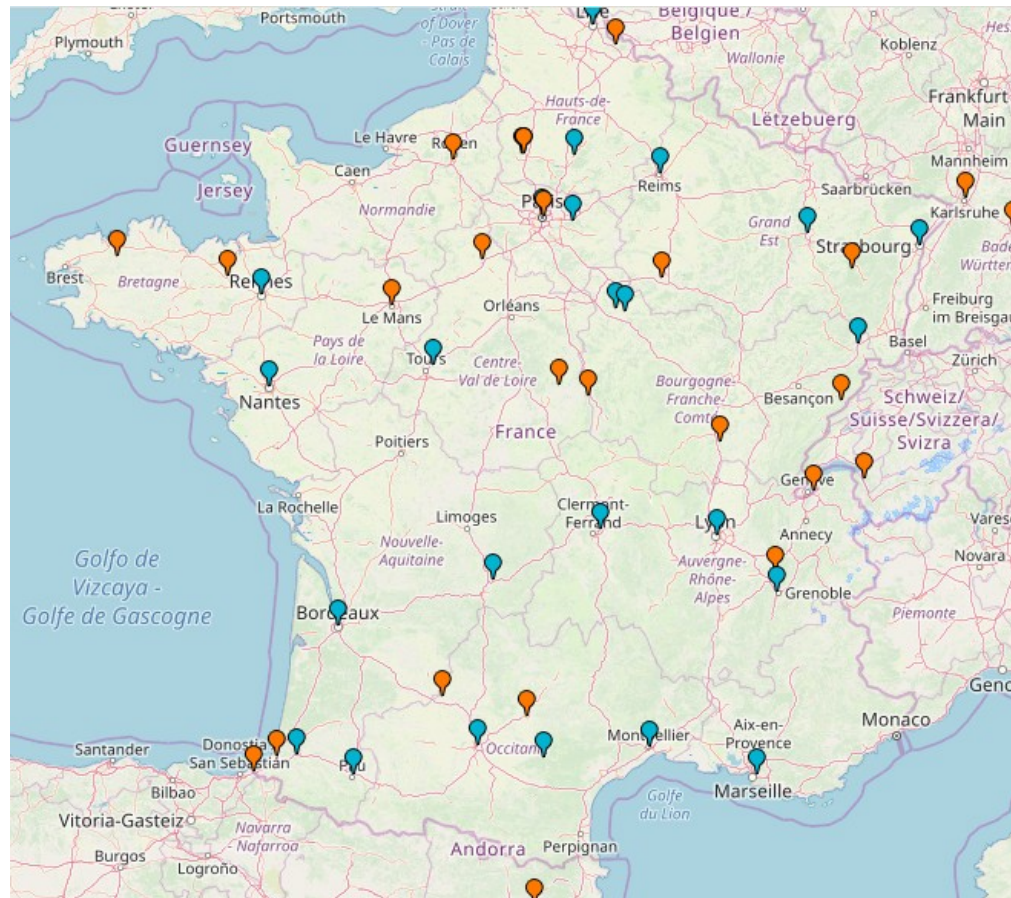 Portsmouth
Plymouth
of Dover
- Pas de
Calais
Belgique /
Belgien
Wallonie
Koblenz
Hes
Frankfurt
Main
Hauts-de-
France
Lëtzebuerg
Le Havre
Guernsey
Mannheim
Caen
Reims
Saarbrücken
Jersey
Normandie
Karlsruhe
Grand
Est
Strasbourg
Bade
Württem
Brest
Bretagne
Rennes
Orléans
Freiburg
im Breisgau
Le Mans
Pays de
la Loire
Tours
Centre-
Val de Loire
Basel
Zürich
Nantes
Bourgogne-
Franche-
Comté
Besançon
Schweiz/
Suisse/Svizzera/
Svizra
France
Poitiers
Genève
La Rochelle
Clermont-
Ferrand
Limoges
Lyon
Annecy
Varese
Nouvelle-
Aquitaine
Auvergne-
Rhône-
Alpes
Novara
Golfo de
Vizcaya -
Golfe de Gascogne
Grenoble
Bordeaux
Piemonte
Geno
Monaco
Aix-en-
Provence
Montpellier
Occitanie
Santander
Donostia
San Sebastián
Pau
Bilbao
Marseille
Golfe
du Lion
Vitoria-Gasteiz
Navarra
- Nafarroa
Andorra
Perpignan
Burgos
Logroño